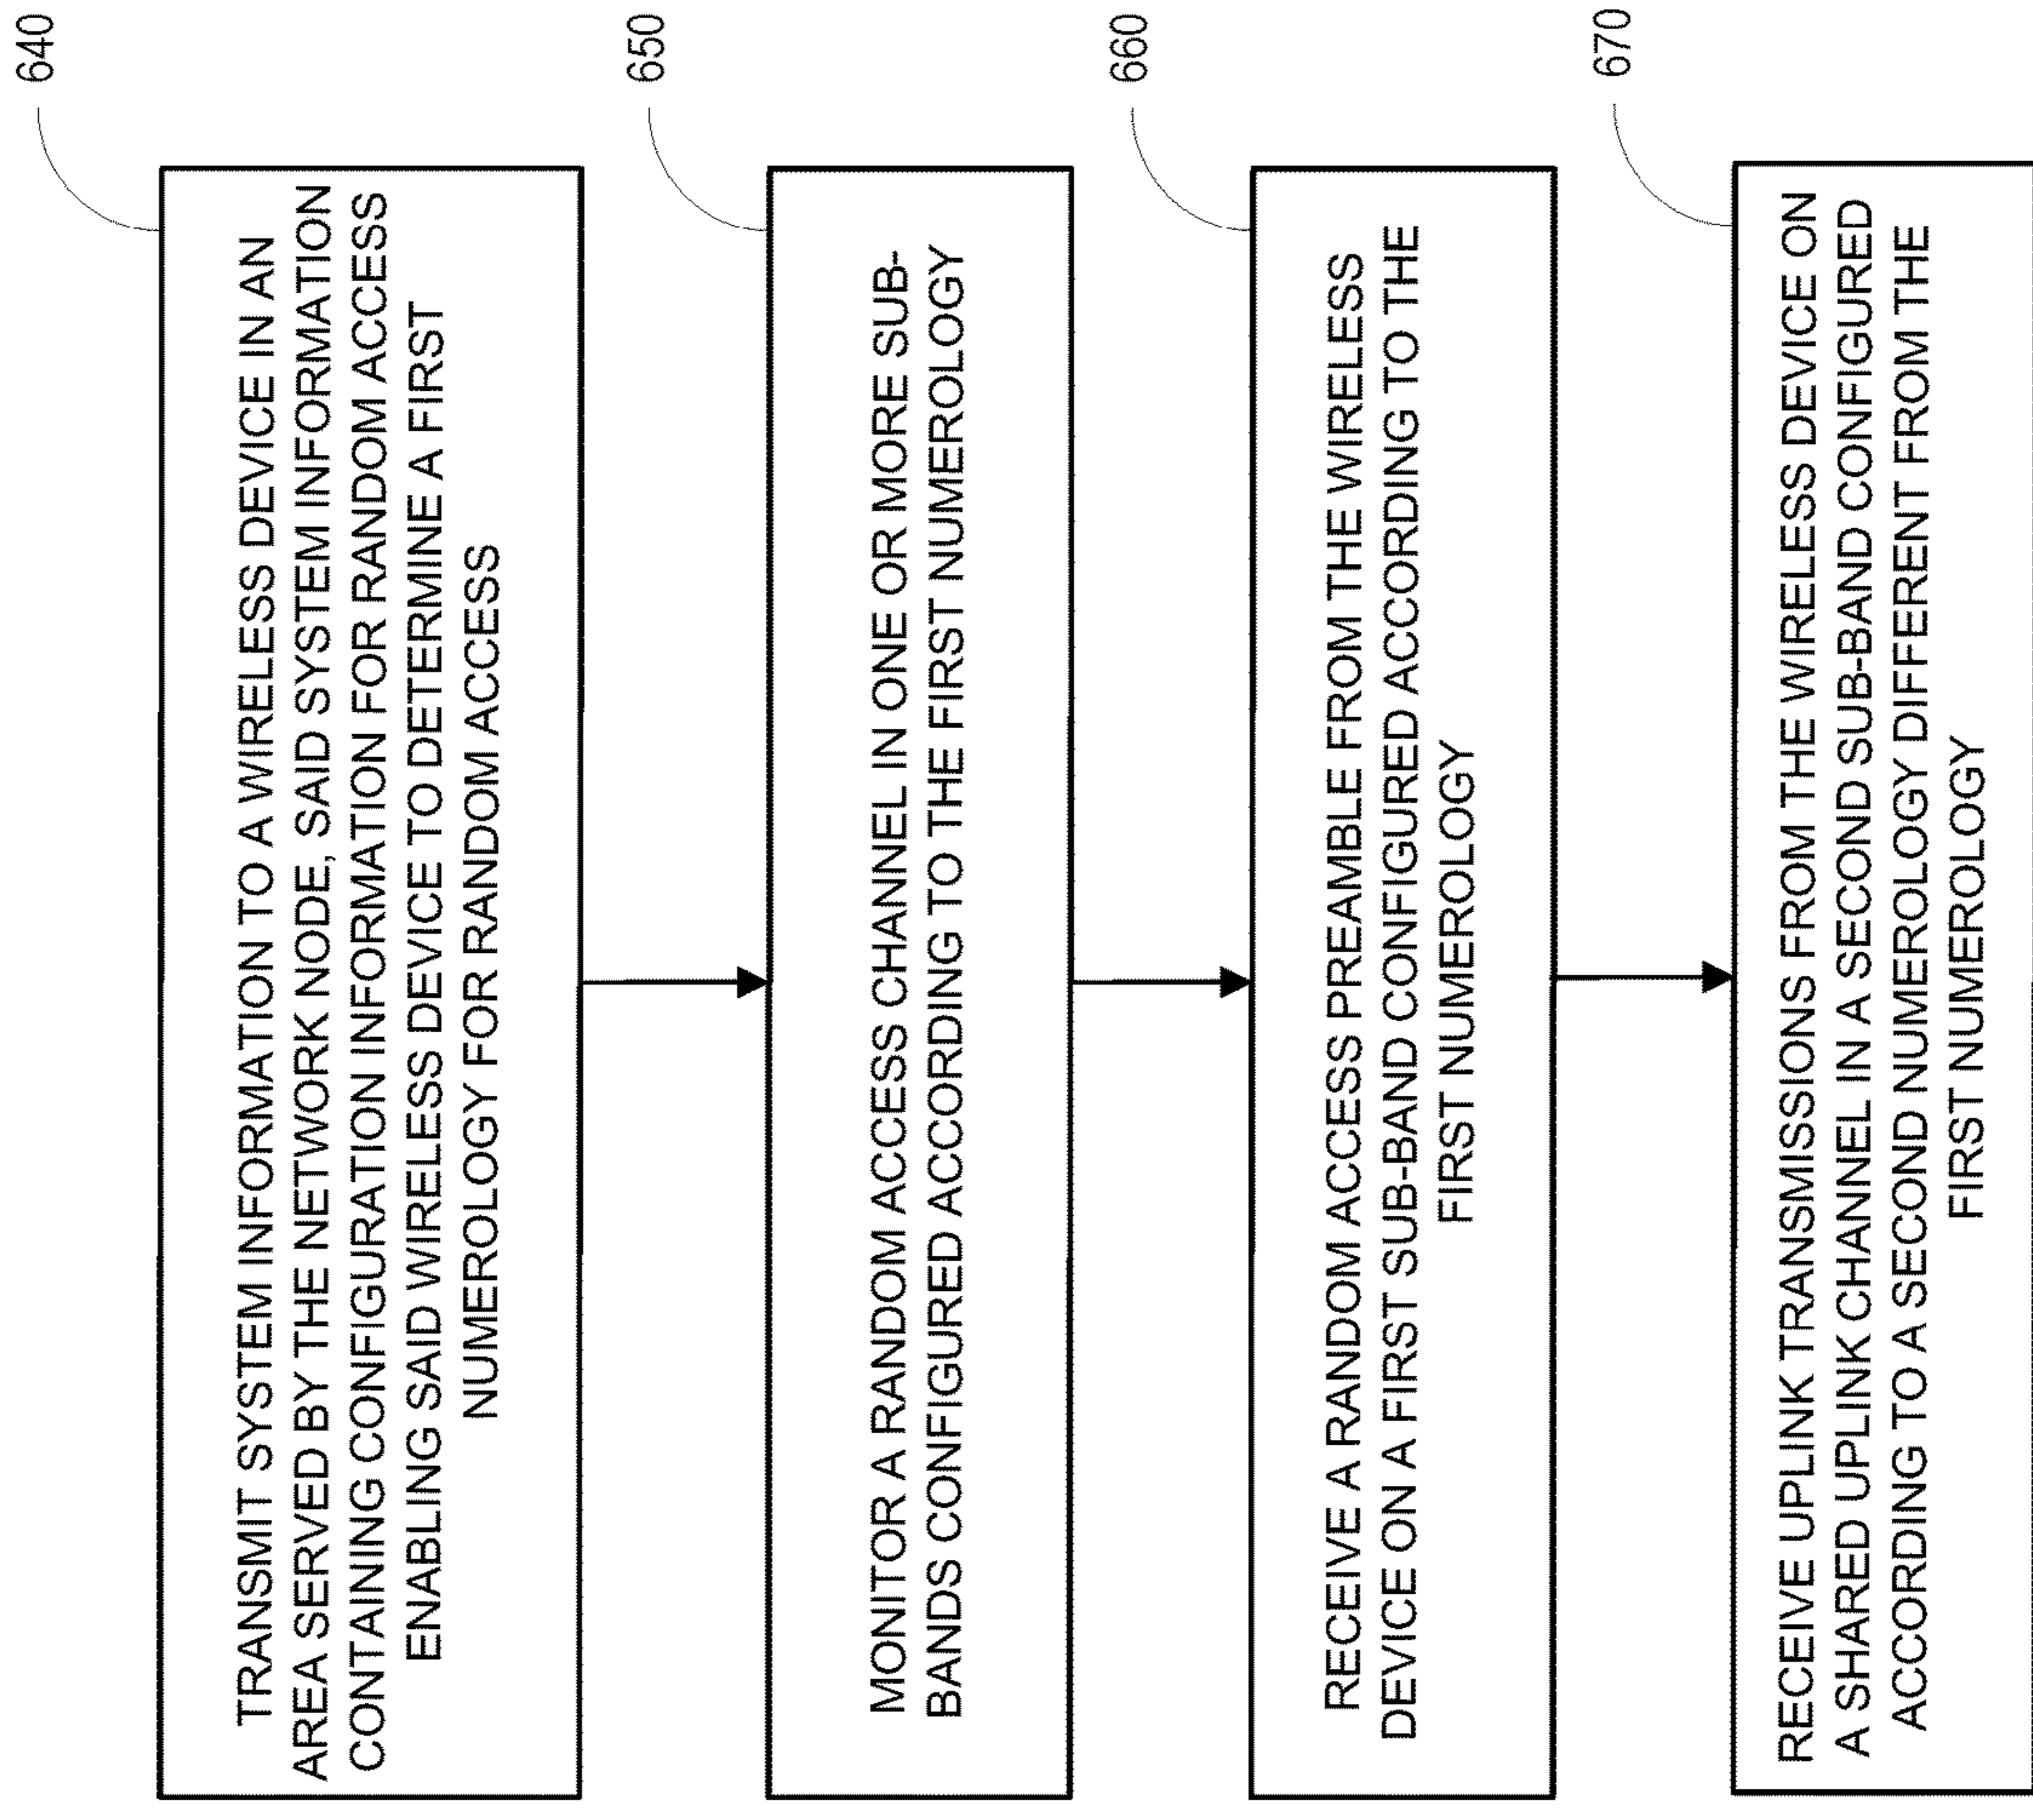 640
TRANSMIT SYSTEM INFORMATION TO A WIRELESS DEVICE IN AN
AREA SERVED BY THE NETWORK NODE, SAID SYSTEM INFORMATION
CONTAINING CONFIGURATION INFORMATION FOR RANDOM ACCESS
ENABLING SAID WIRELESS DEVICE TO DETERMINE A FIRST
NUMEROLOGY FOR RANDOM ACCESS
650
MONITOR A RANDOM ACCESS CHANNEL IN ONE OR MORE SUB-
BANDS CONFIGURED ACCORDING TO THE FIRST NUMEROLOGY
660
RECEIVE A RANDOM ACCESS PREAMBLE FROM THE WIRELESS
DEVICE ON A FIRST SUB-BAND CONFIGURED ACCORDING TO THE
FIRST NUMEROLOGY
670
RECEIVE UPLINK TRANSMISSIONS FROM THE WIRELESS DEVICE ON
A SHARED UPLINK CHANNEL IN A SECOND SUB-BAND CONFIGURED
ACCORDING TO A SECOND NUMEROLOGY DIFFERENT FROM THE
FIRST NUMEROLOGY